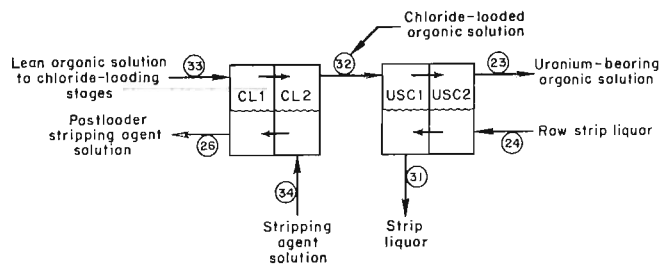 Chloride-loaded
organic solution
Lean organic solution
to chloride-loading
stages
33
CL1
CL2
32
USC1
USC2
23
Uranium-bearing
organic solution
Postloader
stripping agent
solution
26
34
Stripping
agent
solution
31
Strip
liquor
24
Raw strip liquor